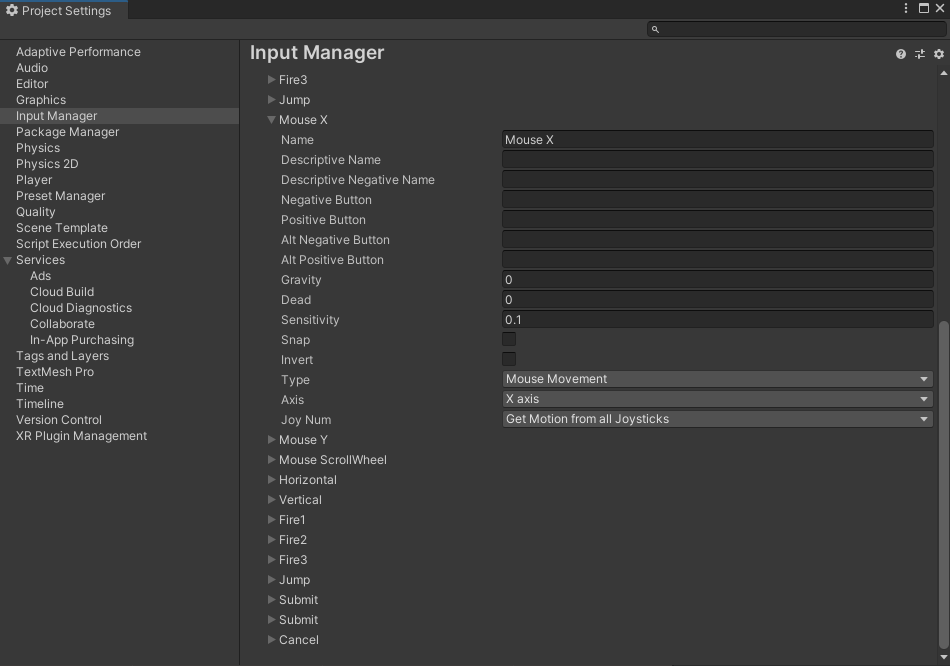 Project Settings
Input Manager
Adaptive Performance
Audio
Editor
Graphics
Input Manager
Package Manager
Physics
Physics 2D
Player
Preset Manager
Quality
Scene Template
Script Execution Order
Services
Ads
Cloud Build
Cloud Diagnostics
Collaborate
In-App Purchasing
Tags and Layers
TextMesh Pro
Time
Timeline
Version Control
XR Plugin Management
Fire3
Jump
Mouse X
Name Mouse X
Descriptive Name
Descriptive Negative Name
Negative Button
Positive Button
Alt Negative Button
Alt Positive Button
Gravity 0
Dead 0
Sensitivity 0.1
Snap
Invert
Type Mouse Movement
Axis X axis
Joy Num Get Motion from all Joysticks
Mouse Y
Mouse ScrollWheel
Horizontal
Vertical
Fire1
Fire2
Fire3
Jump
Submit
Submit
Cancel